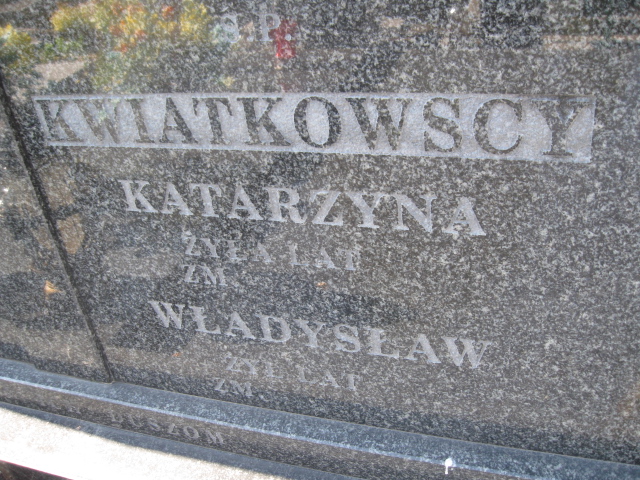 Ś.P.
KWIATKOWSCY
KATARZYNA
ŻYŁA LAT
ZM.
WŁADYSŁAW
ŻYŁ LAT
ZM.